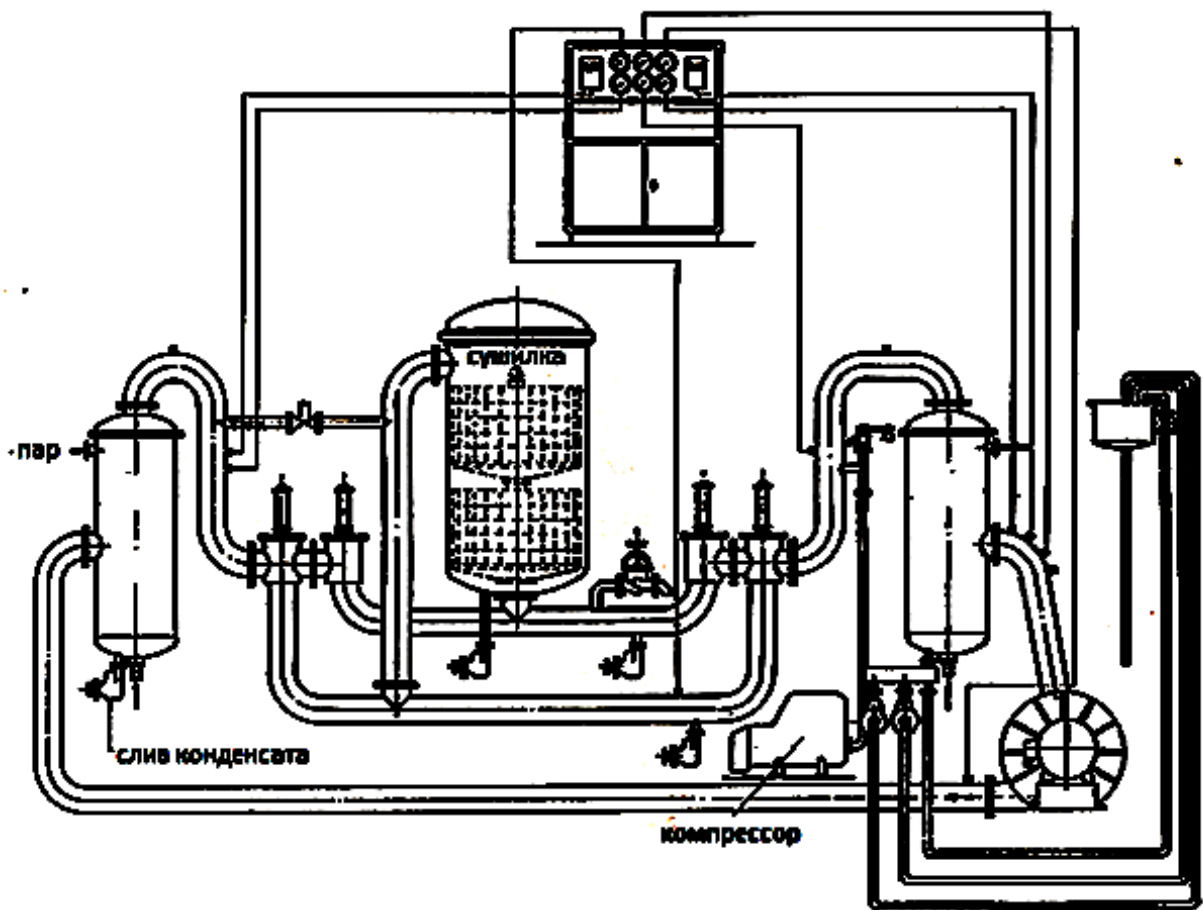 сушилка
пар
слив конденсата
компрессор